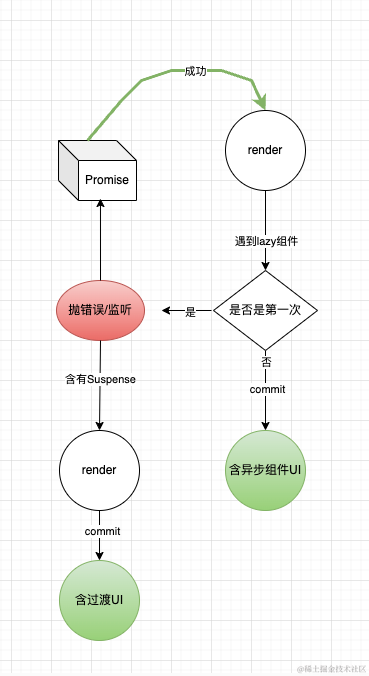 成功
render
Promise
遇到lazy组件
是否是第一次
是
抛错误/监听
否
含有Suspense
commit
render
含异步组件UI
commit
含过渡UI
@稀土掘金技术社区